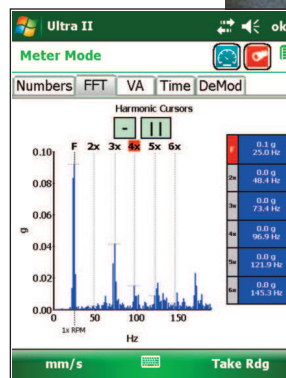 Ultra II
ok
Meter Mode
Numbers FFT VA Time DeMod
Harmonic Cursors
- ||
F 2x 3x 4x 5x 6x
0.10
0.08
0.06
0.04
0.02
0.00
g
0 50 100 150
1x RPM
Hz
F 0.1 g
25.0 Hz
2x 0.0 g
48.4 Hz
3x 0.0 g
73.4 Hz
4x 0.0 g
96.9 Hz
5x 0.0 g
121.9 Hz
6x 0.0 g
145.3 Hz
mm/s Take Rdg